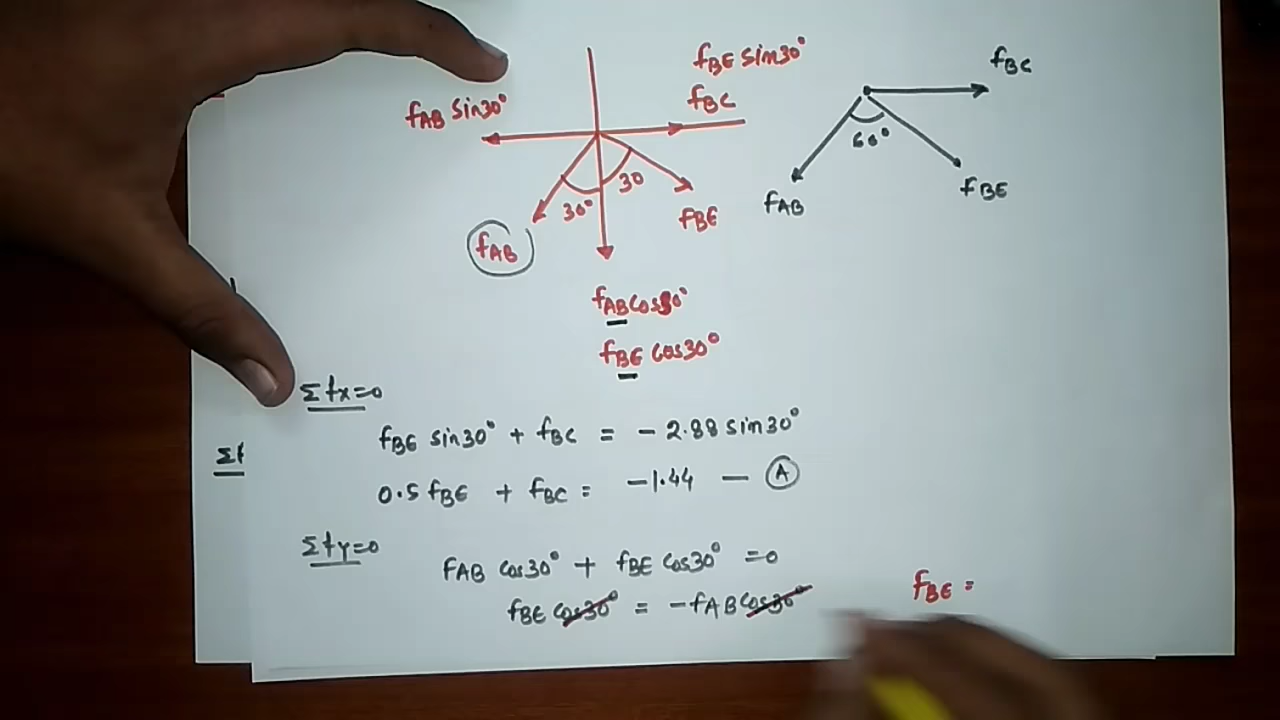 fBE sin30°
fAB sin30°
fBC
fBC
60°
30
30°
fAB
fBE
fAB
fBE
fAB cos30°
fBE cos30°
Σfx=0
fBE sin30° + fBC = - 2.88 sin30°
Σf
0.5 fBE + fBC = -1.44 — A
Σfy=0
FAB cos30° + fBE cos30° =0
fBE =
fBE cos30° = -fAB cos30°